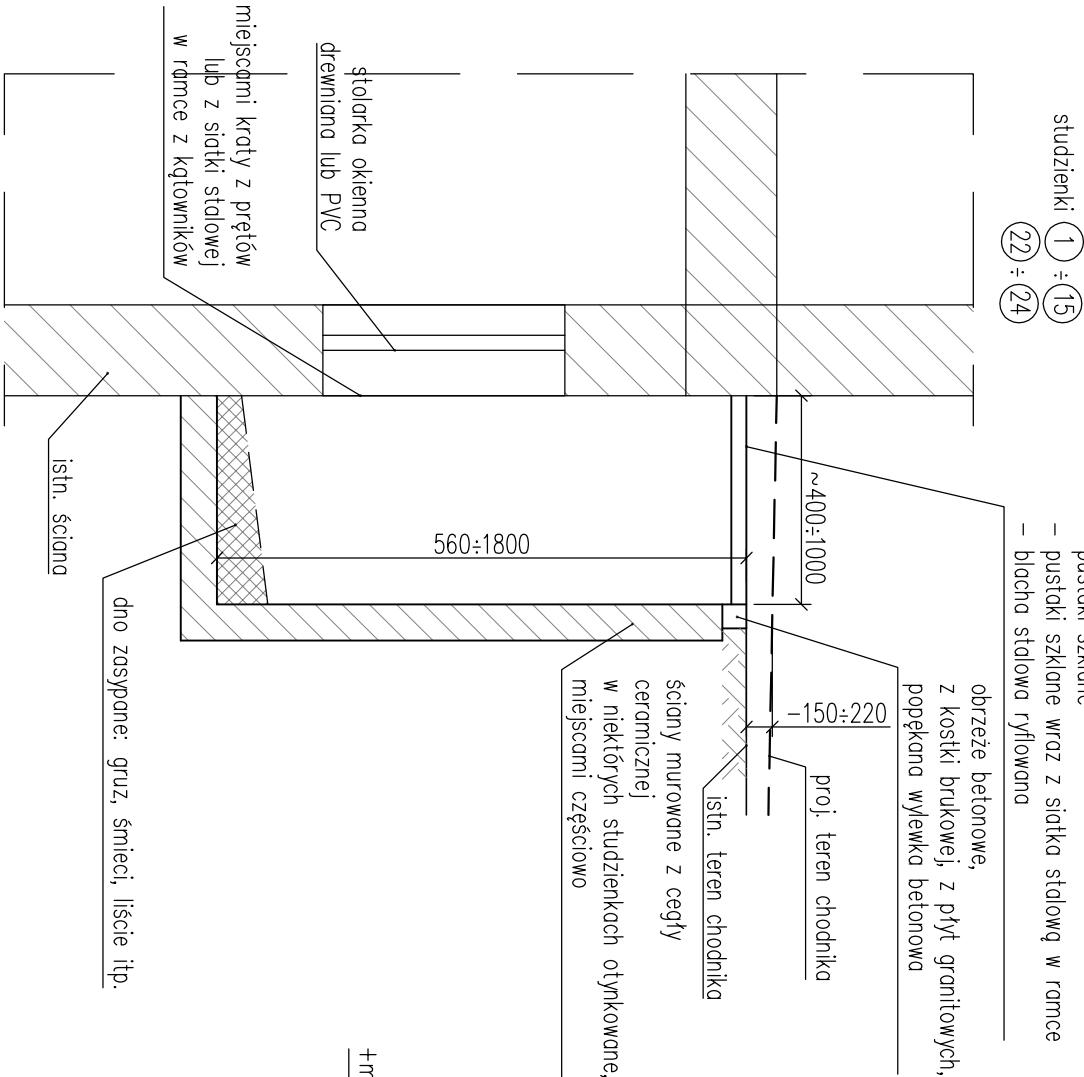 studzienki 1 ÷ 15
22 ÷ 24
pustaki szklane
- pustaki szklane wraz z siatka stalową w ramce
- blacha stalowa ryflowana
obrzeże betonowe,
z kostki brukowej, z płyt granitowych,
popękana wylewka betonowa
proj. teren chodnika
istn. teren chodnika
ściany murowane z cegły
ceramicznej
w niektórych studzienkach otynkowane,
miejscami częściowo
dno zasypane: gruz, śmieci, liście itp.
istn. ściana
stolarka okienna
drewniana lub PVC
miejscami kraty z prętów
lub z siatki stalowej
w ramce z kątowników
~400÷1000
560÷1800
-150÷220